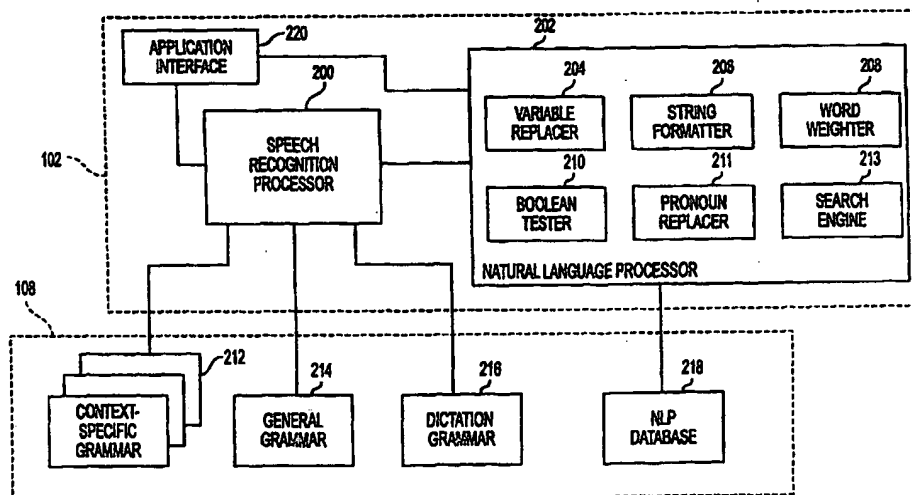 220
202
APPLICATION
INTERFACE
200
204
206
208
VARIABLE
REPLACER
STRING
FORMATTER
WORD
WEIGHTER
SPEECH
RECOGNITION
PROCESSOR
102
210
211
213
BOOLEAN
TESTER
PRONOUN
REPLACER
SEARCH
ENGINE
NATURAL LANGUAGE PROCESSOR
108
212
214
216
218
CONTEXT-
SPECIFIC
GRAMMAR
GENERAL
GRAMMAR
DICTATION
GRAMMAR
NLP
DATABASE